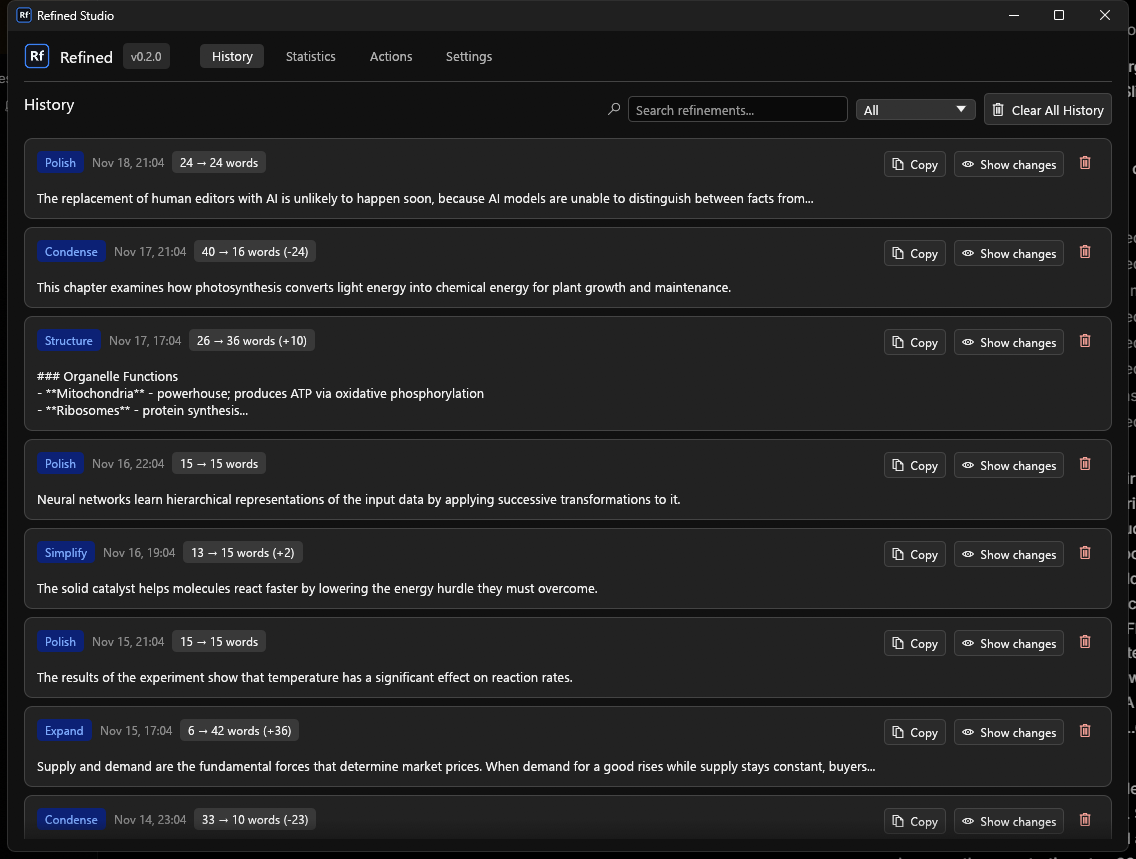 Rf Refined Studio
Rf Refined v0.2.0 History Statistics Actions Settings
History Search refinements... All Clear All History
Polish Nov 18, 21:04 24 → 24 words Copy Show changes
The replacement of human editors with AI is unlikely to happen soon, because AI models are unable to distinguish between facts from...
Condense Nov 17, 21:04 40 → 16 words (-24) Copy Show changes
This chapter examines how photosynthesis converts light energy into chemical energy for plant growth and maintenance.
Structure Nov 17, 17:04 26 → 36 words (+10) Copy Show changes
### Organelle Functions
- **Mitochondria** - powerhouse; produces ATP via oxidative phosphorylation
- **Ribosomes** - protein synthesis...
Polish Nov 16, 22:04 15 → 15 words Copy Show changes
Neural networks learn hierarchical representations of the input data by applying successive transformations to it.
Simplify Nov 16, 19:04 13 → 15 words (+2) Copy Show changes
The solid catalyst helps molecules react faster by lowering the energy hurdle they must overcome.
Polish Nov 15, 21:04 15 → 15 words Copy Show changes
The results of the experiment show that temperature has a significant effect on reaction rates.
Expand Nov 15, 17:04 6 → 42 words (+36) Copy Show changes
Supply and demand are the fundamental forces that determine market prices. When demand for a good rises while supply stays constant, buyers...
Condense Nov 14, 23:04 33 → 10 words (-23) Copy Show changes